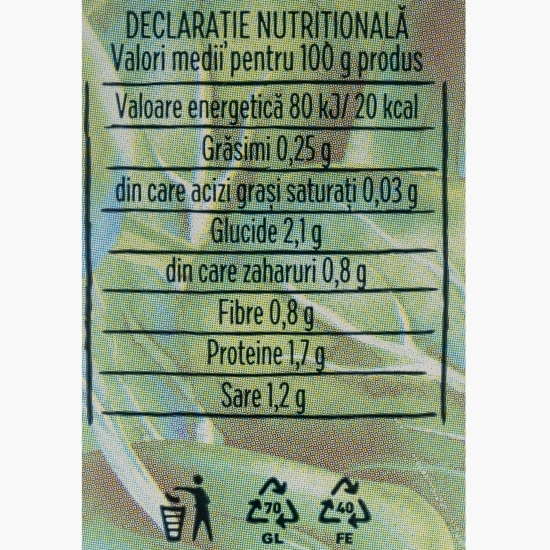 DECLARAȚIE NUTRIȚIONALĂ
Valori medii pentru 100 g produs
Valoare energetică 80 kJ/ 20 kcal
Grăsimi 0,25 g
din care acizi grași saturați 0,03 g
Glucide 2,1 g
din care zaharuri 0,8 g
Fibre 0,8 g
Proteine 1,7 g
Sare 1,2 g
70 40
GL FE